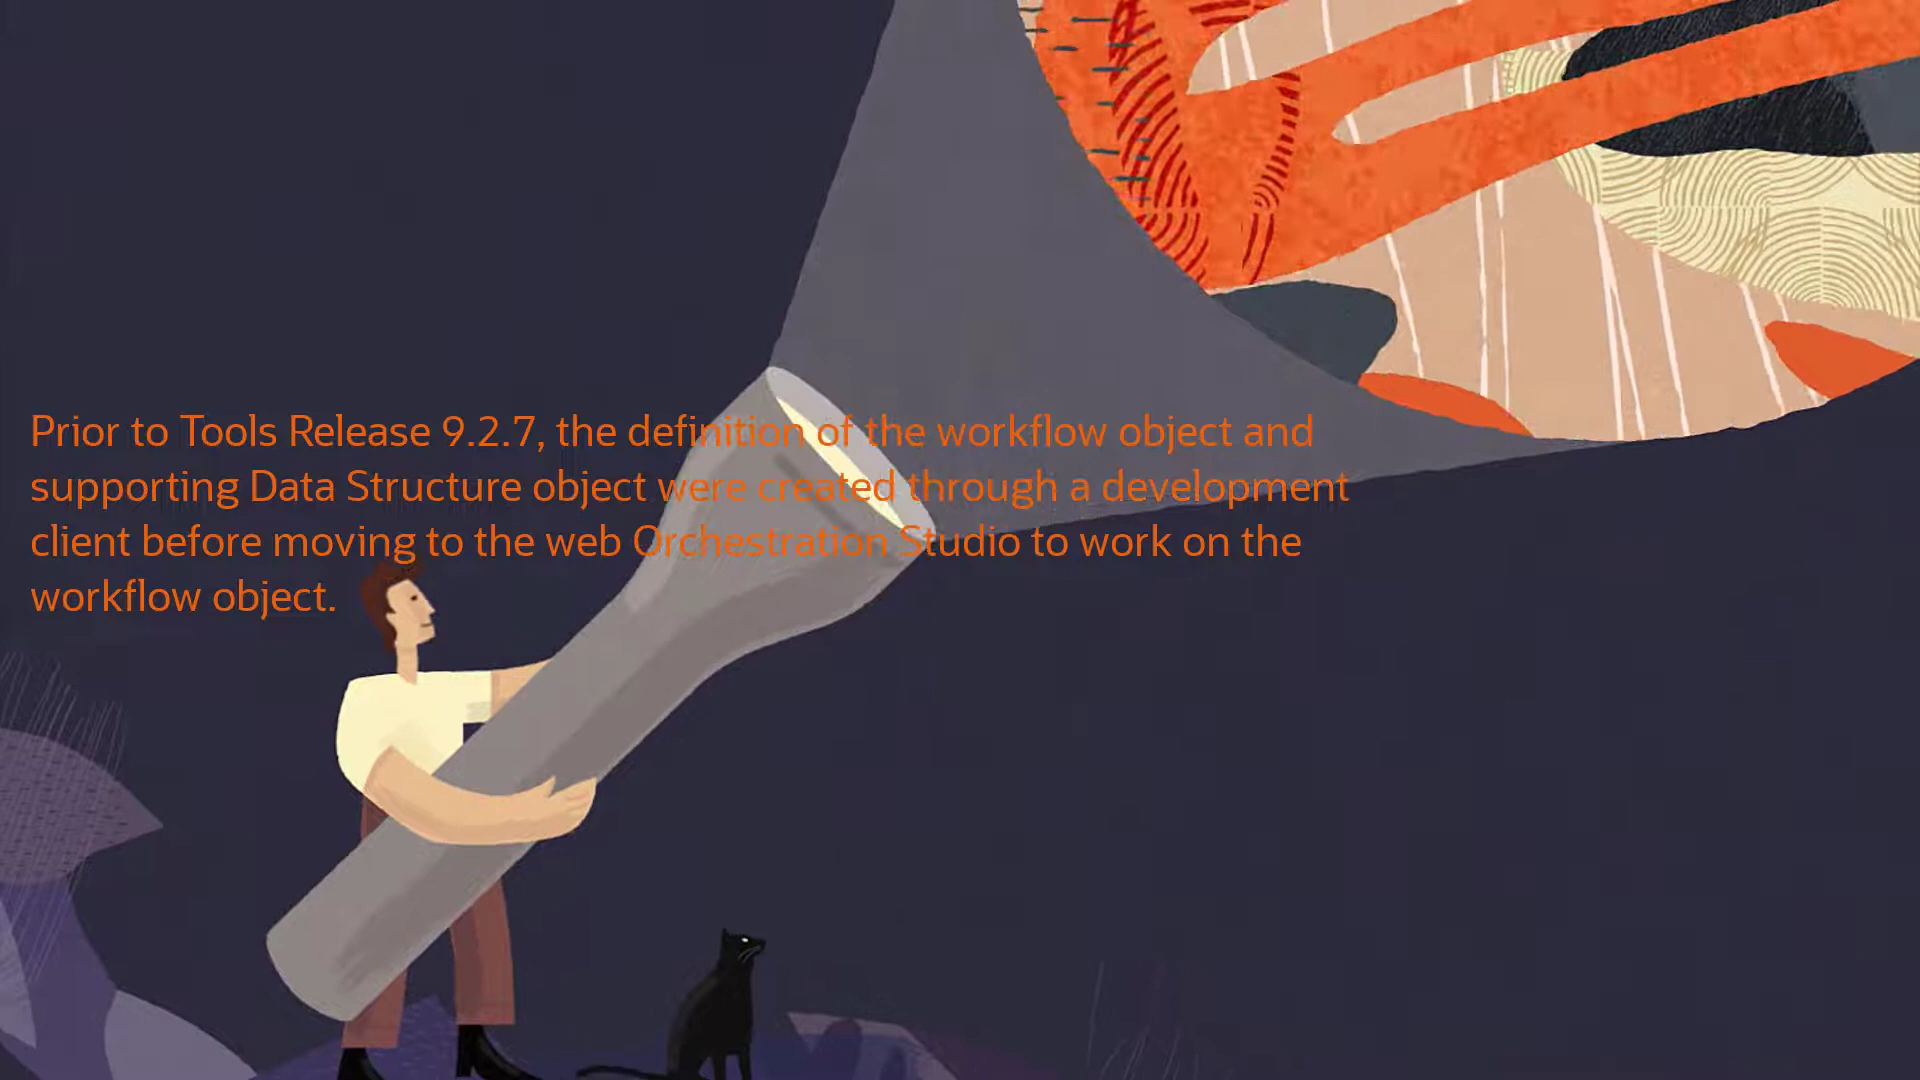 Prior to Tools Release 9.2.7, the definition of the workflow object and
supporting Data Structure object were created through a development
client before moving to the web Orchestration Studio to work on the
workflow object.